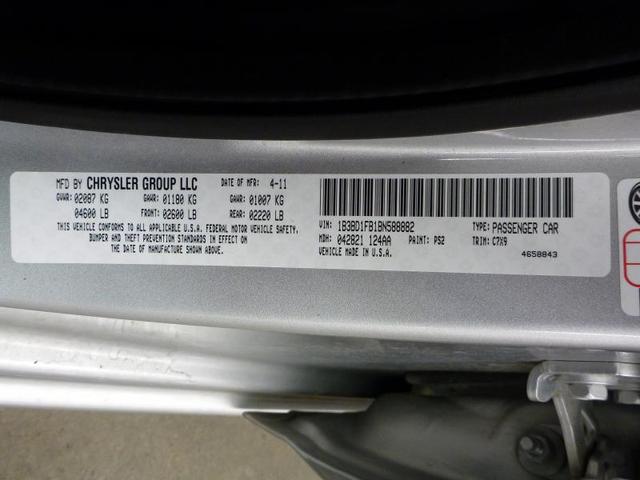 MFD BY CHRYSLER GROUP LLC DATE OF MFR: 4-11
GVWR: 02087 KG GAWR: 01180 KG GAWR: 01007 KG
04600 LB FRONT: 02600 LB REAR: 02220 LB
THIS VEHICLE CONFORMS TO ALL APPLICABLE U.S.A. FEDERAL MOTOR VEHICLE SAFETY,
BUMPER AND THEFT PREVENTION STANDARDS IN EFFECT ON
THE DATE OF MANUFACTURE SHOWN ABOVE.
VIN: 1B3BD1FB1BN588882 TYPE: PASSENGER CAR
MDH: 042821 124AA PAINT: PS2 TRIM: C7X9
VEHICLE MADE IN U.S.A. 4658843